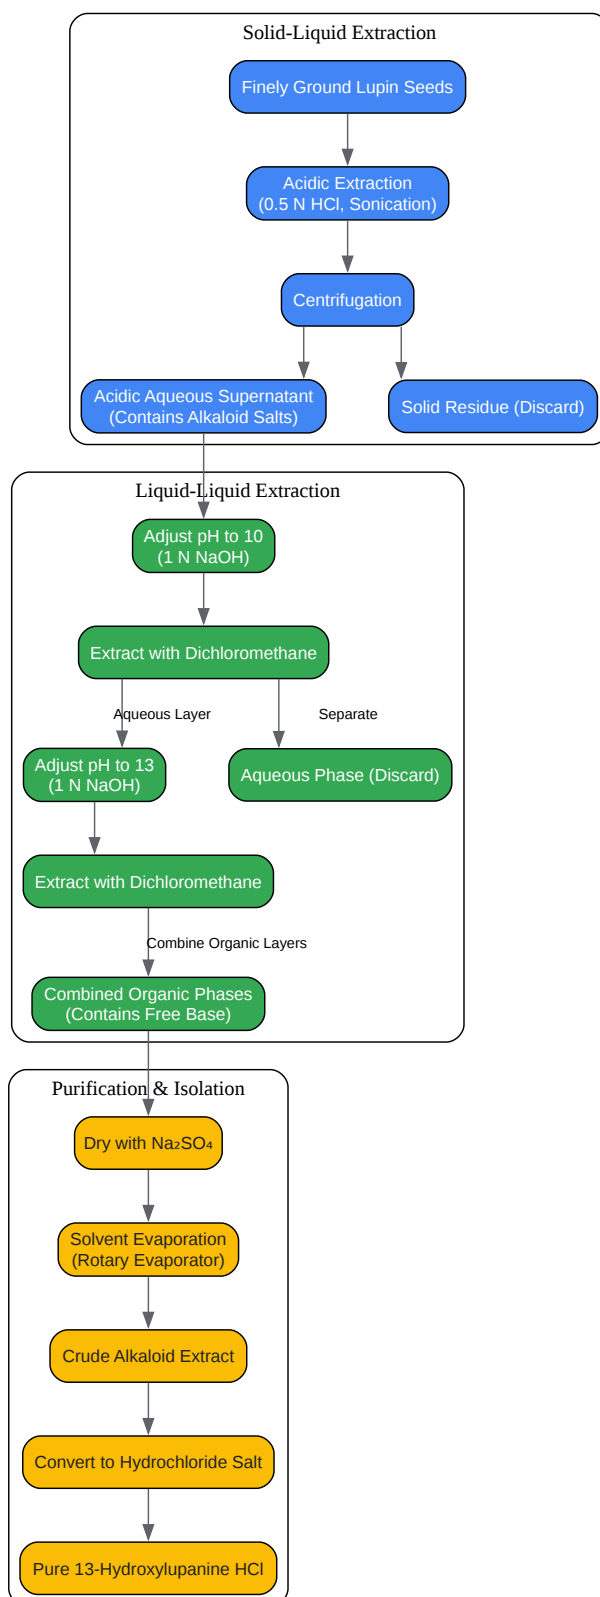 Solid-Liquid Extraction
Finely Ground Lupin Seeds
Acidic Extraction
(0.5 N HCl, Sonication)
Centrifugation
Acidic Aqueous Supernatant
(Contains Alkaloid Salts)
Solid Residue (Discard)
Liquid-Liquid Extraction
Adjust pH to 10
(1 N NaOH)
Extract with Dichloromethane
Aqueous Layer
Separate
Adjust pH to 13
(1 N NaOH)
Aqueous Phase (Discard)
Extract with Dichloromethane
Combine Organic Layers
Combined Organic Phases
(Contains Free Base)
Purification & Isolation
Dry with Na₂SO₄
Solvent Evaporation
(Rotary Evaporator)
Crude Alkaloid Extract
Convert to Hydrochloride Salt
Pure 13-Hydroxylupanine HCl